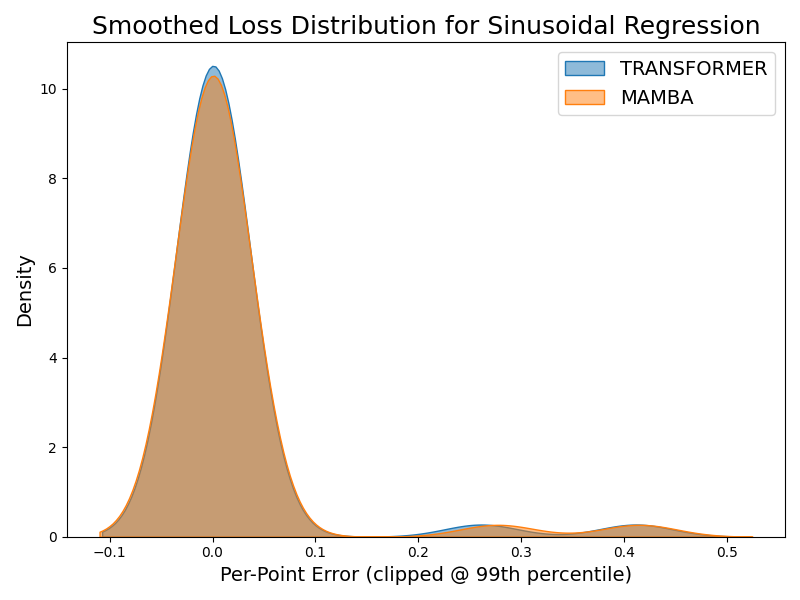 Smoothed Loss Distribution for Sinusoidal Regression
TRANSFORMER
MAMBA
Density
10
8
6
4
2
0
−0.1
0.0
0.1
0.2
0.3
0.4
0.5
Per-Point Error (clipped @ 99th percentile)